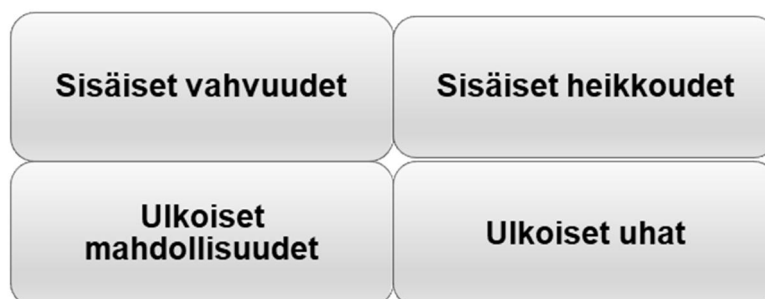 Sisäiset vahvuudet
Sisäiset heikkoudet
Ulkoiset
mahdollisuudet
Ulkoiset uhat